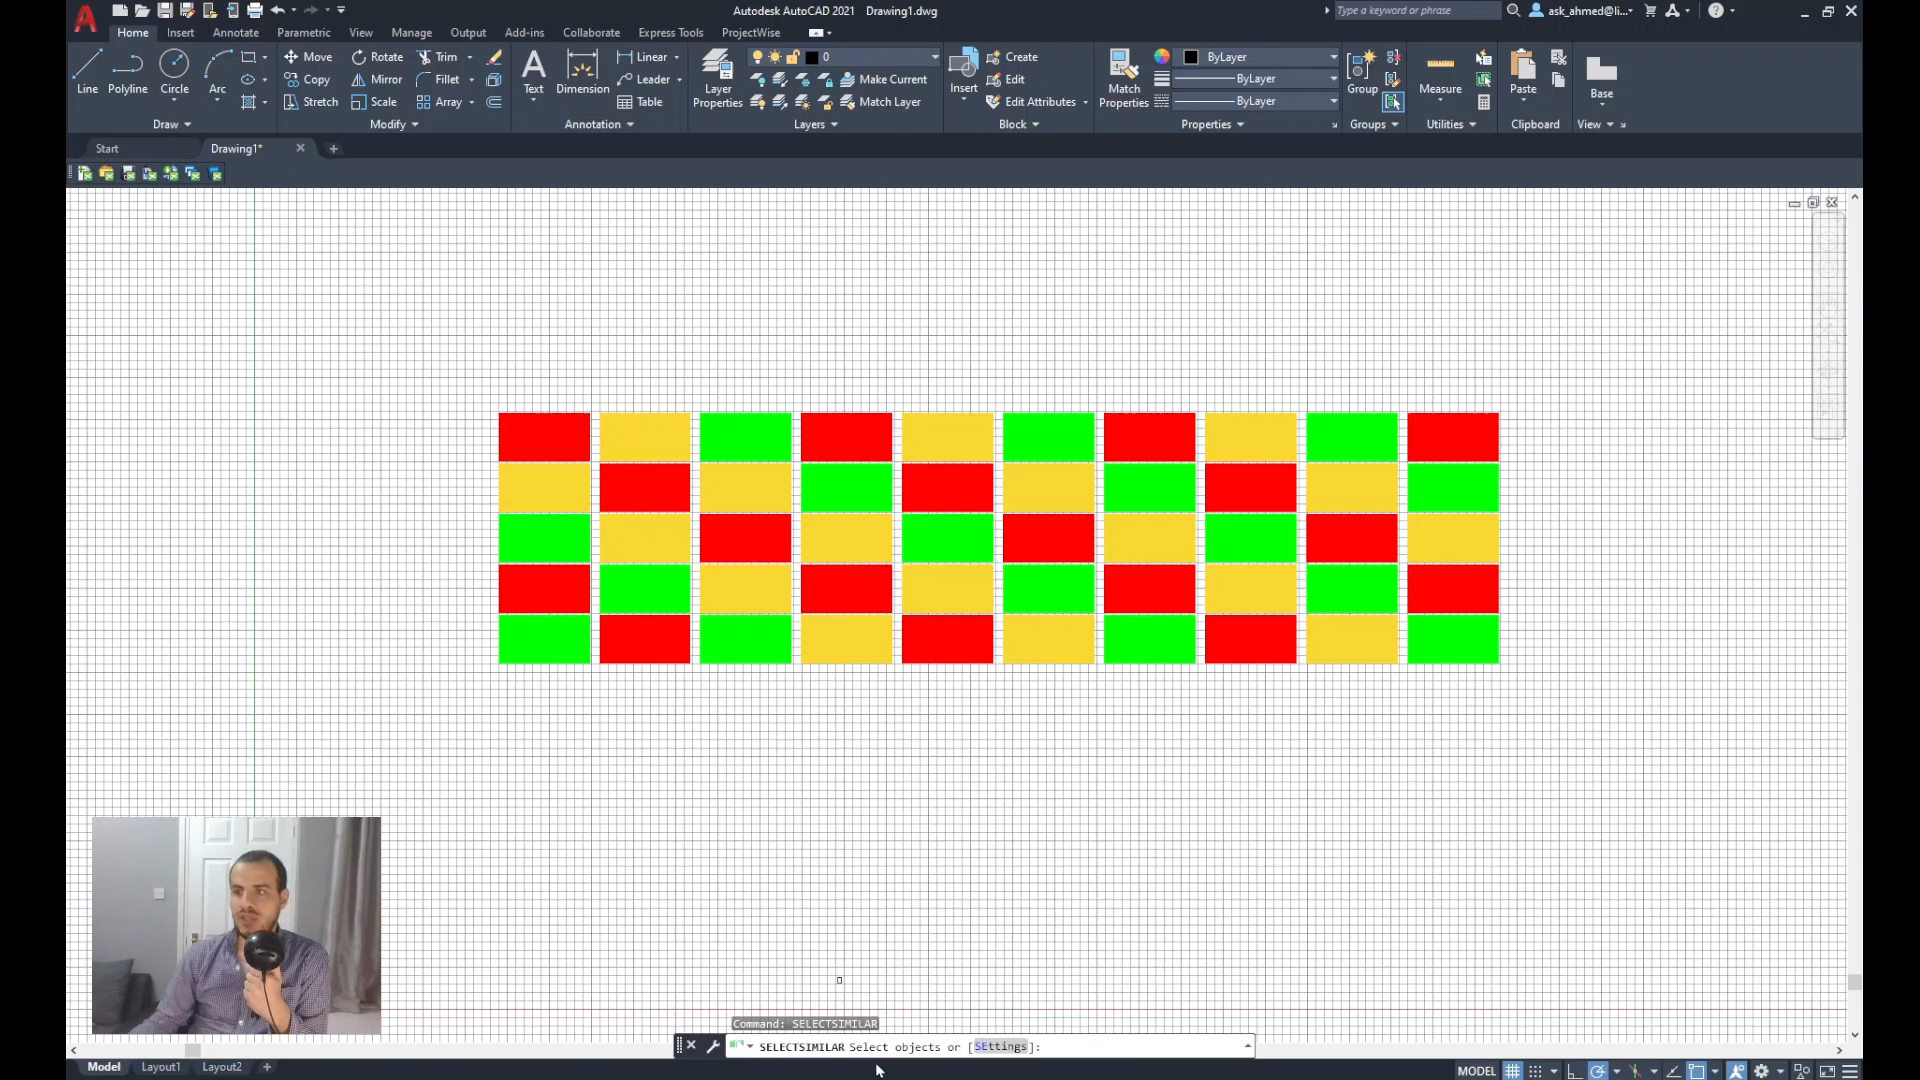 Autodesk AutoCAD 2021 Drawing1.dwg
Type a keyword or phrase
ask_ahmed@li...
Home Insert Annotate Parametric View Manage Output Add-ins Collaborate Express Tools ProjectWise
Line
Polyline
Circle
Arc
Draw
Move
Rotate
Trim
Copy
Mirror
Fillet
Stretch
Scale
Array
Modify
Text
Dimension
Linear
Leader
Table
Annotation
Layer
Properties
0
Make Current
Match Layer
Layers
Insert
Create
Edit
Edit Attributes
Block
Match
Properties
ByLayer
ByLayer
ByLayer
Properties
Group
Groups
Measure
Utilities
Paste
Clipboard
Base
View
Start
Drawing1*
Command: SELECTSIMILAR
SELECTSIMILAR Select objects or [SEttings]:
Model Layout1 Layout2
MODEL